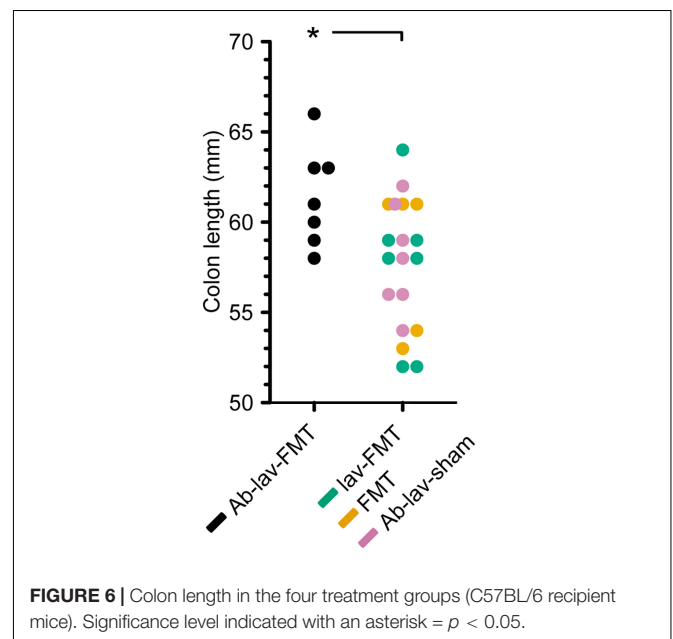 *
70
65
60
55
50
Colon length (mm)
Ab-lav-FMT
lav-FMT
FMT
Ab-lav-sham
FIGURE 6 | Colon length in the four treatment groups (C57BL/6 recipient
mice). Significance level indicated with an asterisk = p < 0.05.